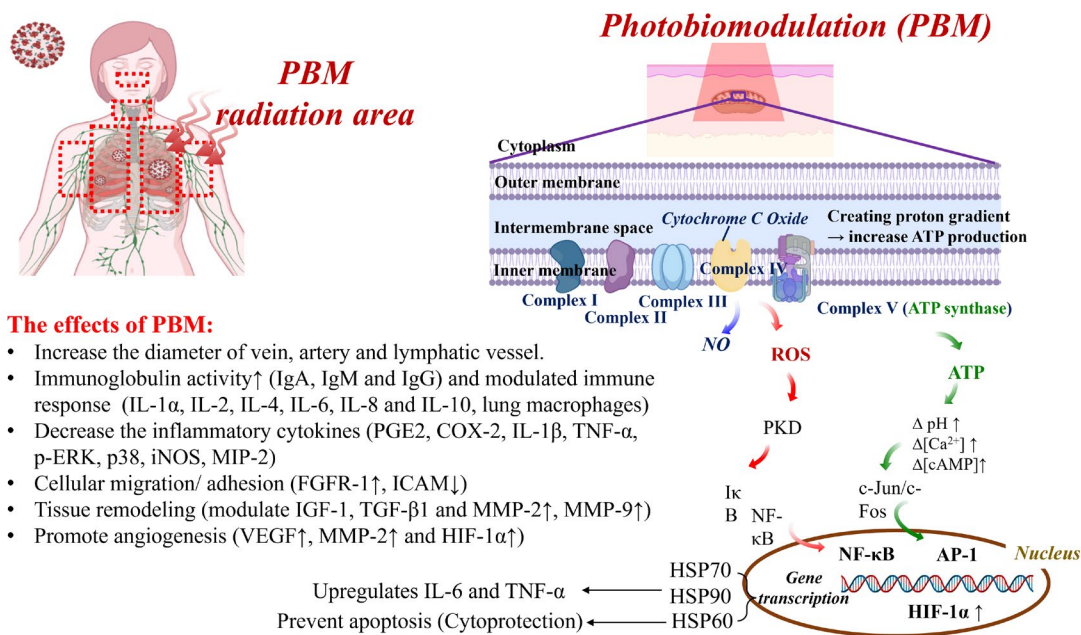 Photobiomodulation (PBM)
PBM
radiation area
Cytoplasm
Outer membrane
Intermembrane space
Cytochrome C Oxide
Creating proton gradient
→ increase ATP production
Inner membrane
Complex I
Complex II
Complex III
Complex IV
Complex V (ATP synthase)
NO
ROS
ATP
PKD
Δ pH ↑
Δ[Ca²⁺] ↑
Δ[cAMP]↑
Iκ
B
NF-
κB
c-Jun/c-
Fos
NF-κB
AP-1
Nucleus
Gene
transcription
HIF-1α ↑
HSP70
HSP90
HSP60
Upregulates IL-6 and TNF-α
Prevent apoptosis (Cytoprotection)
The effects of PBM:
• Increase the diameter of vein, artery and lymphatic vessel.
• Immunoglobulin activity↑ (IgA, IgM and IgG) and modulated immune
response (IL-1α, IL-2, IL-4, IL-6, IL-8 and IL-10, lung macrophages)
• Decrease the inflammatory cytokines (PGE2, COX-2, IL-1β, TNF-α,
p-ERK, p38, iNOS, MIP-2)
• Cellular migration/ adhesion (FGFR-1↑, ICAM↓)
• Tissue remodeling (modulate IGF-1, TGF-β1 and MMP-2↑, MMP-9↑)
• Promote angiogenesis (VEGF↑, MMP-2↑ and HIF-1α↑)